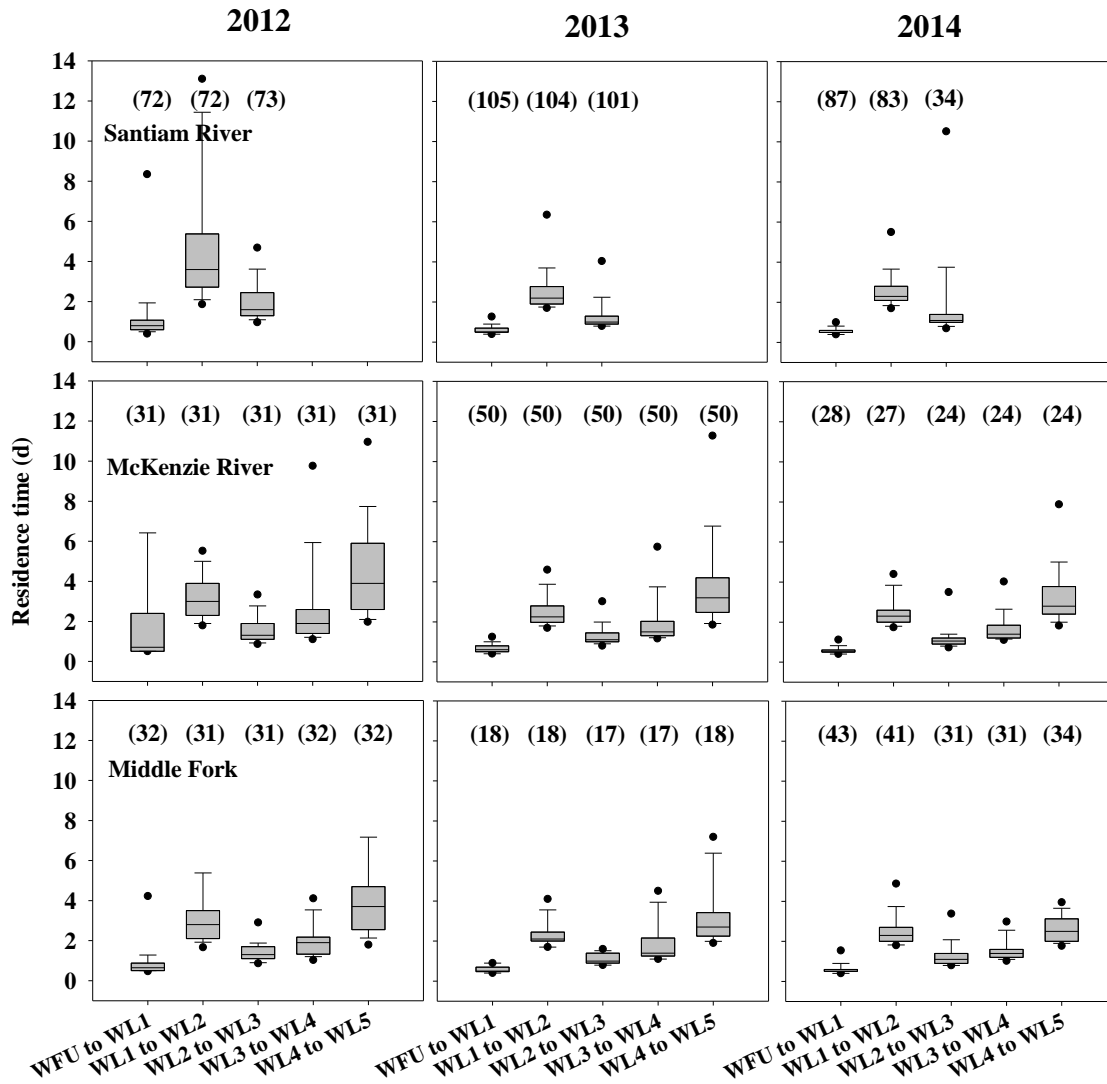 2012 2013 2014
14
12
10
8
6
4
2
0
(72) (72) (73)
Santiam River
(105) (104) (101)
(87) (83) (34)
Residence time (d)
14
12
10
8
6
4
2
0
(31) (31) (31) (31) (31)
McKenzie River
(50) (50) (50) (50) (50)
(28) (27) (24) (24) (24)
14
12
10
8
6
4
2
0
(32) (31) (31) (32) (32)
Middle Fork
(18) (18) (17) (17) (18)
(43) (41) (31) (31) (34)
WFU to WL1
WL1 to WL2
WL2 to WL3
WL3 to WL4
WL4 to WL5
WFU to WL1
WL1 to WL2
WL2 to WL3
WL3 to WL4
WL4 to WL5
WFU to WL1
WL1 to WL2
WL2 to WL3
WL3 to WL4
WL4 to WL5